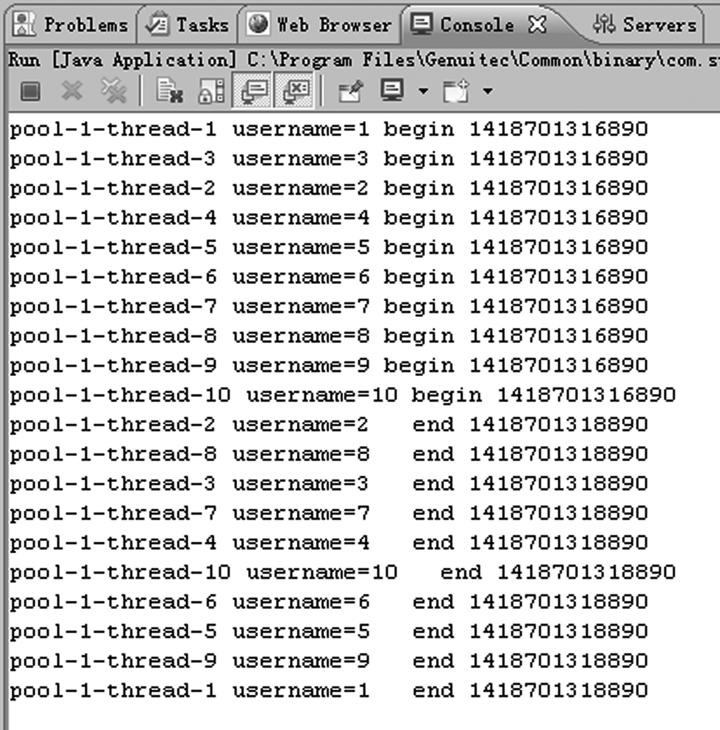 Problems Tasks Web Browser Console Servers
Run [Java Application] C:\Program Files\Genuitec\Common\binary\com.s
pool-1-thread-1 username=1 begin 1418701316890
pool-1-thread-3 username=3 begin 1418701316890
pool-1-thread-2 username=2 begin 1418701316890
pool-1-thread-4 username=4 begin 1418701316890
pool-1-thread-5 username=5 begin 1418701316890
pool-1-thread-6 username=6 begin 1418701316890
pool-1-thread-7 username=7 begin 1418701316890
pool-1-thread-8 username=8 begin 1418701316890
pool-1-thread-9 username=9 begin 1418701316890
pool-1-thread-10 username=10 begin 1418701316890
pool-1-thread-2 username=2   end 1418701318890
pool-1-thread-8 username=8   end 1418701318890
pool-1-thread-3 username=3   end 1418701318890
pool-1-thread-7 username=7   end 1418701318890
pool-1-thread-4 username=4   end 1418701318890
pool-1-thread-10 username=10   end 1418701318890
pool-1-thread-6 username=6   end 1418701318890
pool-1-thread-5 username=5   end 1418701318890
pool-1-thread-9 username=9   end 1418701318890
pool-1-thread-1 username=1   end 1418701318890